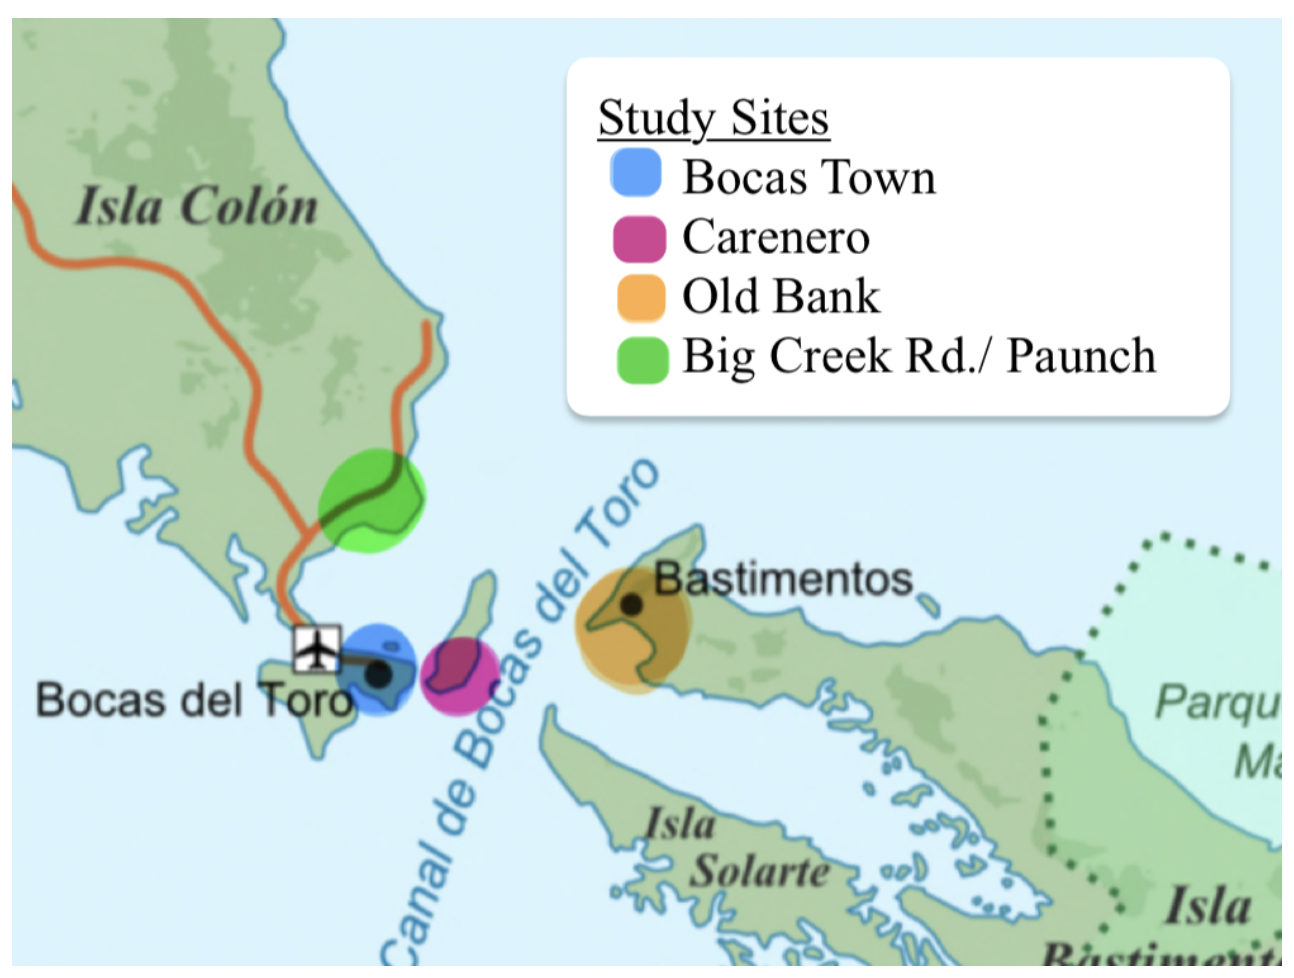 Study Sites
Bocas Town
Carenero
Old Bank
Big Creek Rd./ Paunch
Isla Colón
Bastimentos
Bocas del Toro
Canal de Bocas del Toro
Isla
Solarte
Parqu
Ma
Isla
Bastiment